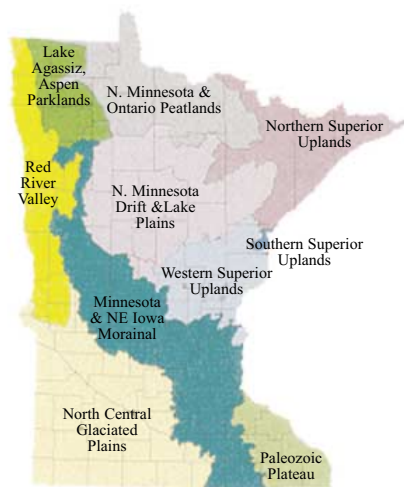 Lake
Agassiz,
Aspen
Parklands
N. Minnesota &
Ontario Peatlands
Northern Superior
Uplands
Red
River
Valley
N. Minnesota
Drift &Lake
Plains
Southern Superior
Uplands
Western Superior
Uplands
Minnesota
& NE Iowa
Morainal
North Central
Glaciated
Plains
Paleozoic
Plateau